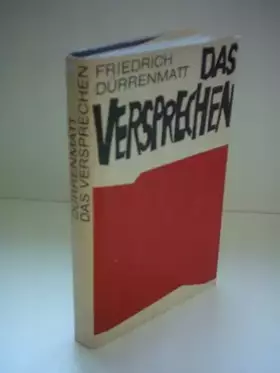 FRIEDRICH
DÜRRENMATT
DAS
VERSPRECHEN
DÜRRENMATT
DAS VERSPRECHEN